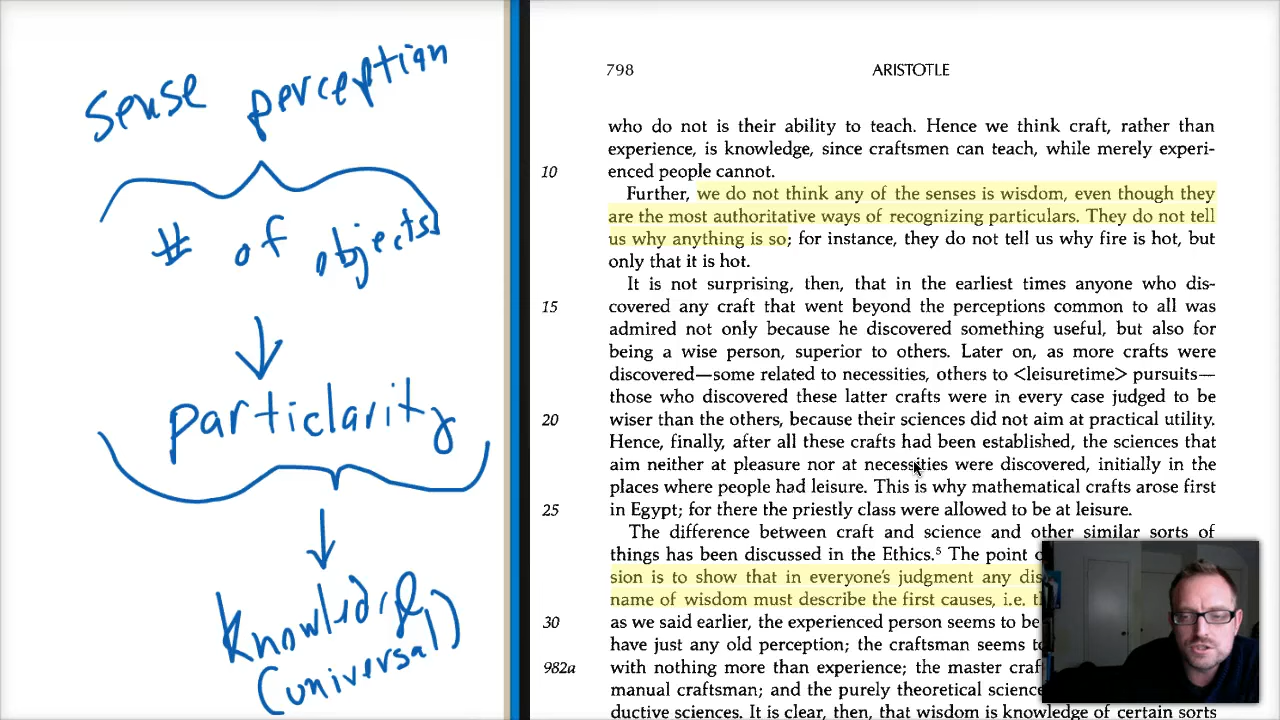 sense perception
# of objects
particlarity
knowledge
(universal)
798 ARISTOTLE
who do not is their ability to teach. Hence we think craft, rather than
experience, is knowledge, since craftsmen can teach, while merely experi-
10 enced people cannot.
Further, we do not think any of the senses is wisdom, even though they
are the most authoritative ways of recognizing particulars. They do not tell
us why anything is so; for instance, they do not tell us why fire is hot, but
only that it is hot.
It is not surprising, then, that in the earliest times anyone who dis-
15 covered any craft that went beyond the perceptions common to all was
admired not only because he discovered something useful, but also for
being a wise person, superior to others. Later on, as more crafts were
discovered—some related to necessities, others to <leisuretime> pursuits—
those who discovered these latter crafts were in every case judged to be
20 wiser than the others, because their sciences did not aim at practical utility.
Hence, finally, after all these crafts had been established, the sciences that
aim neither at pleasure nor at necessities were discovered, initially in the
places where people had leisure. This is why mathematical crafts arose first
25 in Egypt; for there the priestly class were allowed to be at leisure.
The difference between craft and science and other similar sorts of
things has been discussed in the Ethics.⁵ The point
sion is to show that in everyone's judgment any
name of wisdom must describe the first causes, i.e.
30 as we said earlier, the experienced person seems to be
have just any old perception; the craftsman seems
982a with nothing more than experience; the master
manual craftsman; and the purely theoretical
ductive sciences. It is clear, then, that wisdom is knowledge of certain sorts